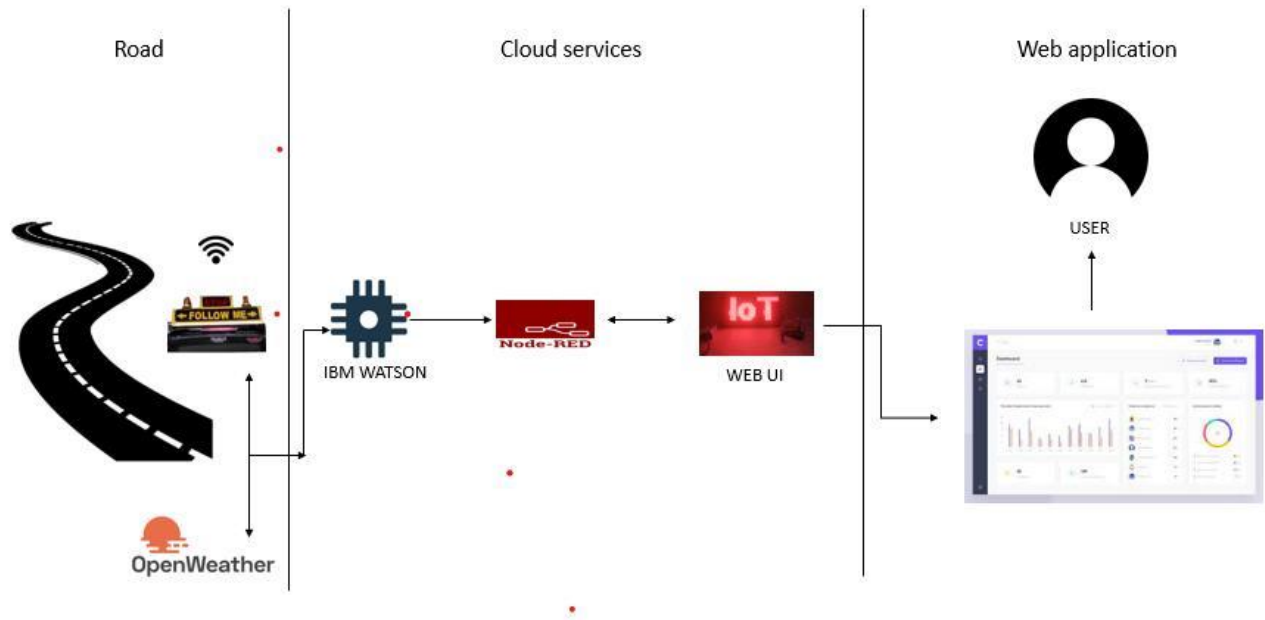 Road
Cloud services
Web application
USER
FOLLOW ME
IoT
Node-RED
IBM WATSON
WEB UI
Dashboard
OpenWeather